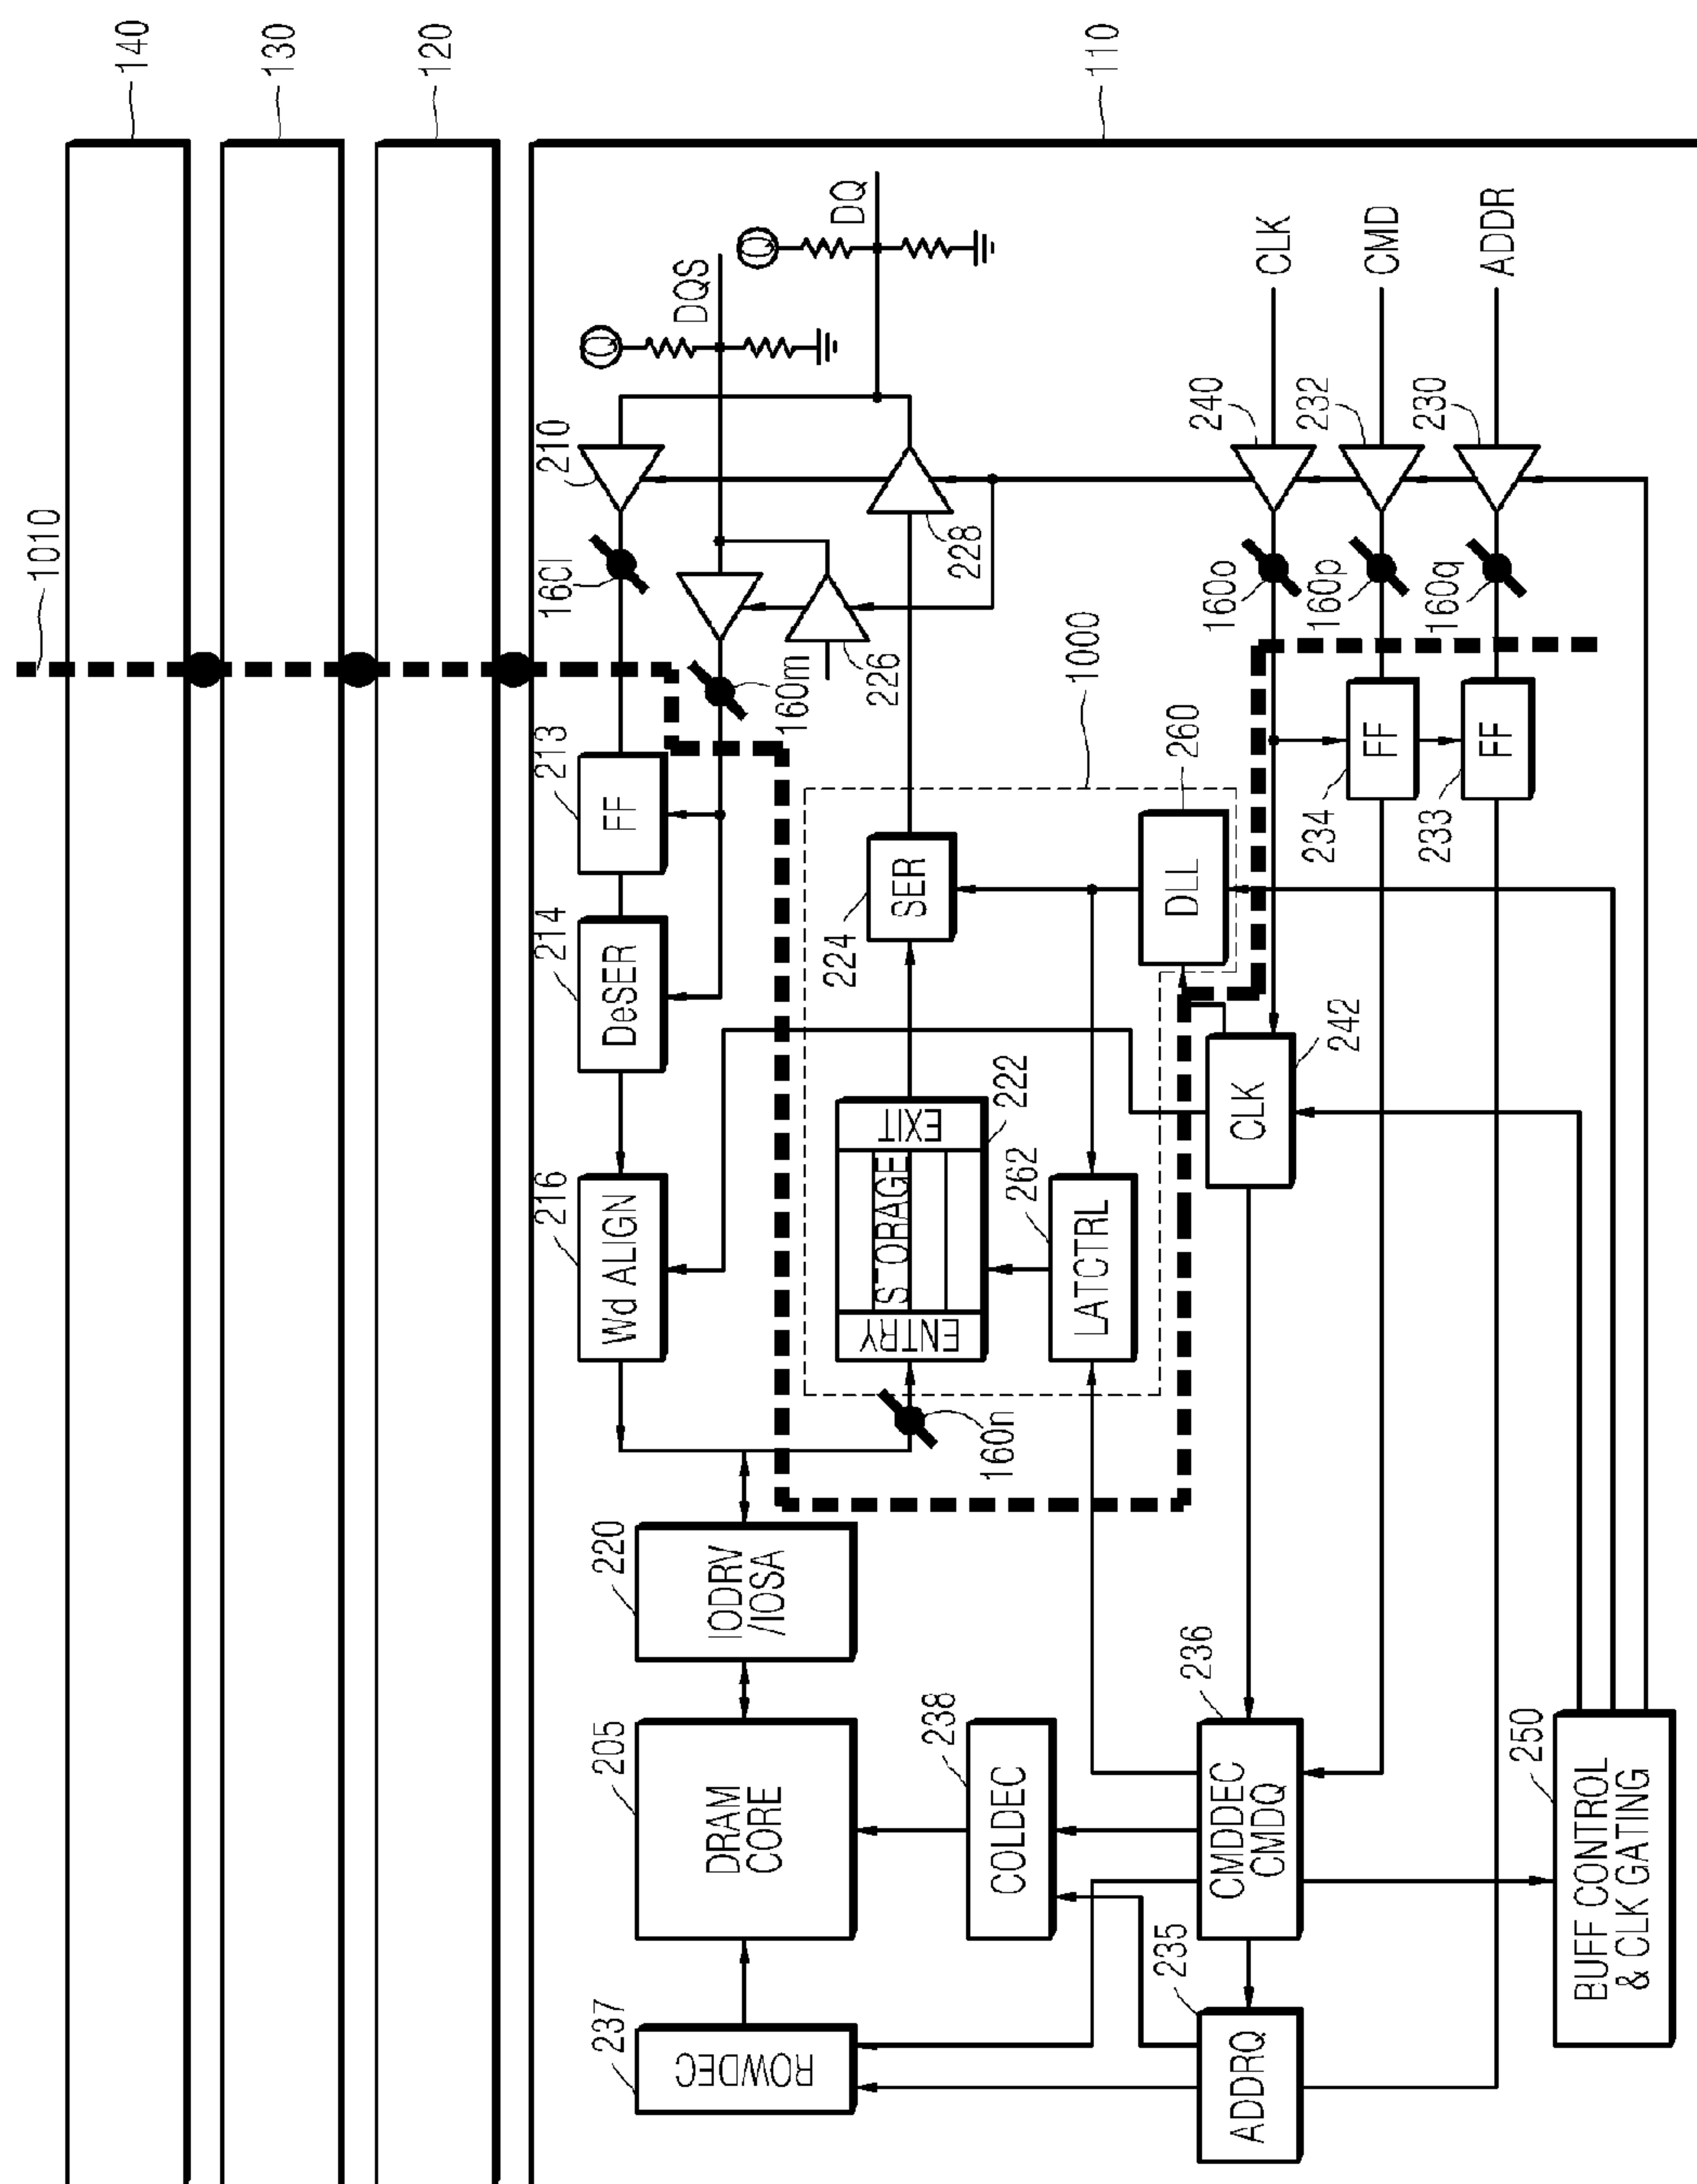 140
130
120
110
1010
DQ
DQS
CLK
CMD
ADDR
210
240
232
230
228
16Cl
160m
226
160o
160p
160q
1000
213
FF
214
DeSER
216
Wd ALIGN
224
SER
260
DLL
234
FF
233
FF
222
ENTRY
STORAGE
EXIT
262
LATCTRL
242
CLK
160n
220
IODRV
/IOSA
205
DRAM
CORE
238
COLDEC
236
CMDDEC
CMDQ
237
ROWDEC
235
ADDRQ
250
BUFF CONTROL
& CLK GATING